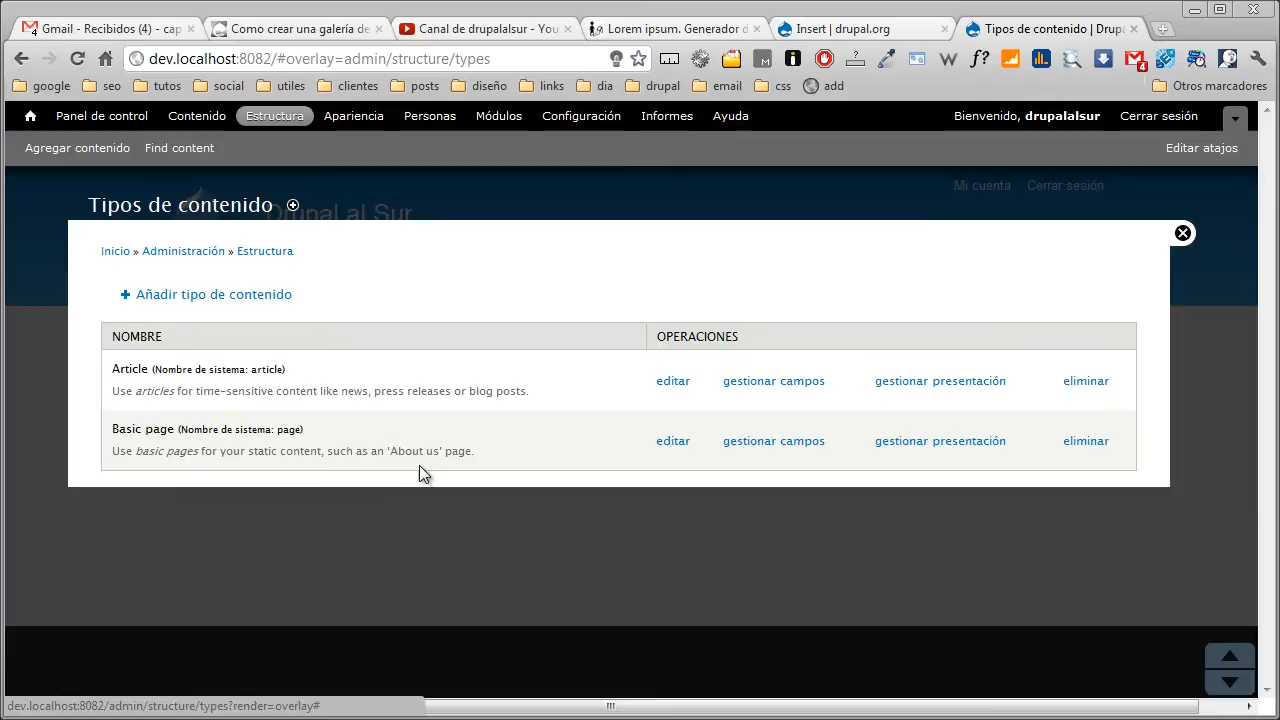 Gmail - Recibidos (4) - cap
Como crear una galería de
Canal de drupalalsur - You
Lorem ipsum. Generador d
Insert | drupal.org
Tipos de contenido | Drupa
dev.localhost:8082/#overlay=admin/structure/types
4
google
seo
tutos
social
utiles
clientes
posts
diseño
links
dia
drupal
email
css
add
Otros marcadores
Panel de control
Contenido
Estructura
Apariencia
Personas
Módulos
Configuración
Informes
Ayuda
Bienvenido, drupalalsur
Cerrar sesión
Agregar contenido
Find content
Editar atajos
Mi cuenta
Cerrar sesión
Tipos de contenido
Drupal al Sur
Inicio » Administración » Estructura
+ Añadir tipo de contenido
NOMBRE
OPERACIONES
Article (Nombre de sistema: article)
Use articles for time-sensitive content like news, press releases or blog posts.
editar
gestionar campos
gestionar presentación
eliminar
Basic page (Nombre de sistema: page)
Use basic pages for your static content, such as an 'About us' page.
editar
gestionar campos
gestionar presentación
eliminar
dev.localhost:8082/admin/structure/types?render=overlay#